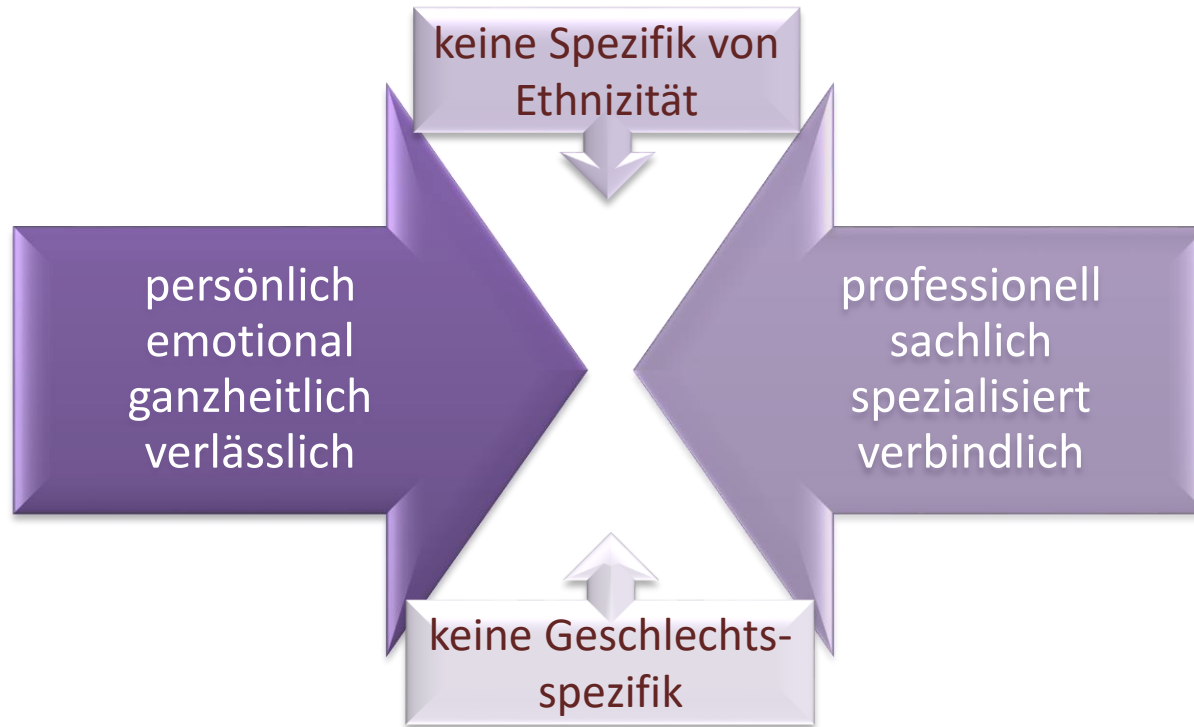 keine Spezifik von
Ethnizität
persönlich
emotional
ganzheitlich
verlässlich
professionell
sachlich
spezialisiert
verbindlich
keine Geschlechts-
spezifik